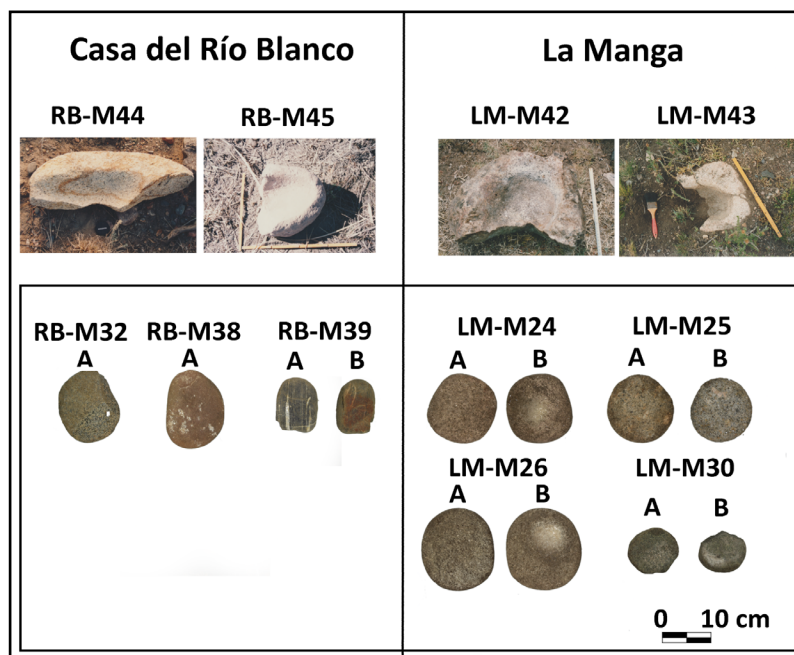 Casa del Río Blanco
La Manga
RB-M44
RB-M45
LM-M42
LM-M43
RB-M32
RB-M38
RB-M39
A
A
A
B
LM-M24
LM-M25
A
B
A
B
LM-M26
LM-M30
A
B
A
B
0
10 cm